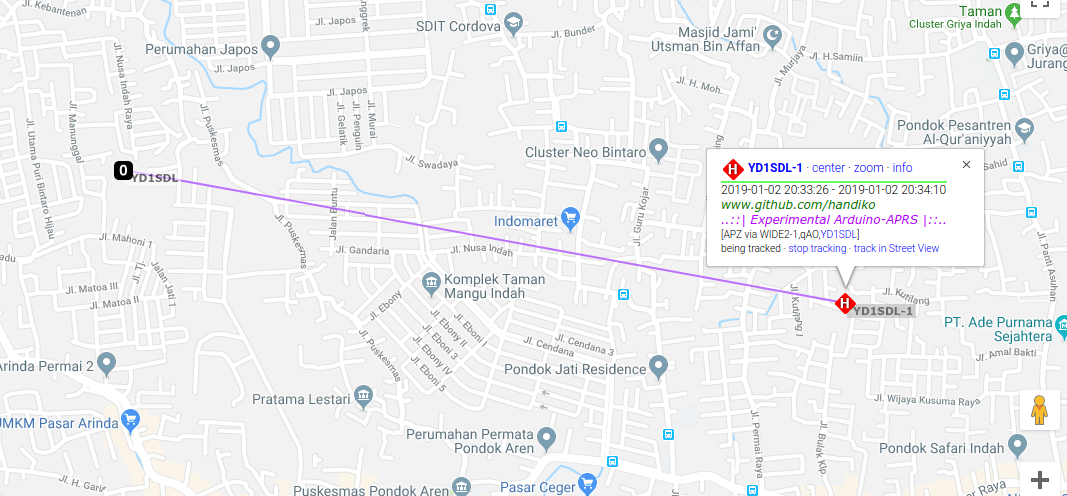 Jl. Kebantenan
SDIT Cordova
Jl. Bunder
Masjid Jami'
Utsman Bin Affan
Taman
Cluster Griya Indah
Jl. Japos
Perumahan Japos
Jl. Japos
Jl. H.Samiin
Griya@
Jurang
Jl. Nusa Indah Raya
Jl. Murjaya
Jl. H. Moh.
Jl. Japos
Jl. Manunggal
Jl. Puskesmas
Jl. Gelatik
Jl. Penguin
Jl. Murai
Jl. Utama Puri Bintaro Hijau
Pondok Pesantren
Al-Qur'aniyyah
Cluster Neo Bintaro
Jl. Swadaya
0
YD1SDL
YD1SDL-1 · center · zoom · info
2019-01-02 20:33:26 - 2019-01-02 20:34:10
www.github.com/handiko
..::| Experimental Arduino-APRS |::..
[APZ via WIDE2-1,qAO,YD1SDL]
being tracked · stop tracking · track in Street View
Jalan Buntu
Jl. Guru Kojar
Indomaret
Jl. Mahoni 1
Jl. Gandaria
Jl. Nusa Indah
Jl. Panti Asuhan
Jl. Tj.
Jalan Jati 1
Komplek Taman
Mangu Indah
Jl. Matoa III
Jl. Matoa II
Jl. Kutilang
Jl. Kutilang I
H
YD1SDL-1
Jl. Ebony
Jl. Eboni I
Jl. Ebony II
Jl. Eboni 3
Jl. Ebony IV
Jl. Eboni 5
Jl. Puskesmas
PT. Ade Purnama
Sejahtera
Jl. Cendana
Jl. Cendana 3
Jl. Amal Bakti
Arinda Permai 2
Pondok Jati Residence
Pratama Lestari
Jl. Wijaya Kusuma Raya
UMKM Pasar Arinda
Jl. Permai Raya
Jl. Bulak Klp
Perumahan Permata
Pondok Aren
Pondok Safari Indah
Jl. H. Garif
Puskesmas Pondok Aren
Pasar Ceger